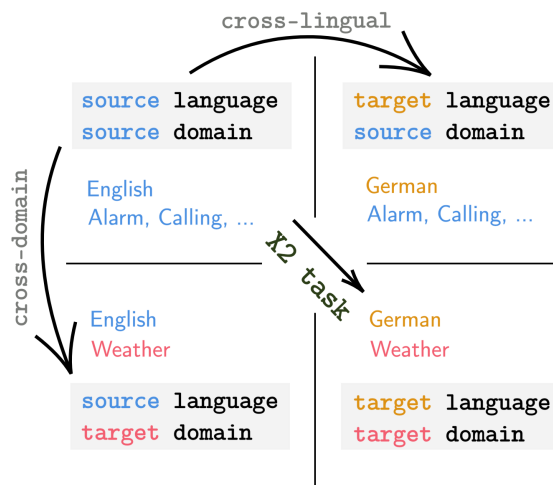 cross-lingual
source language
source domain
target language
source domain
cross-domain
English
Alarm, Calling, ...
German
Alarm, Calling, ...
X2 task
English
Weather
German
Weather
source language
target domain
target language
target domain